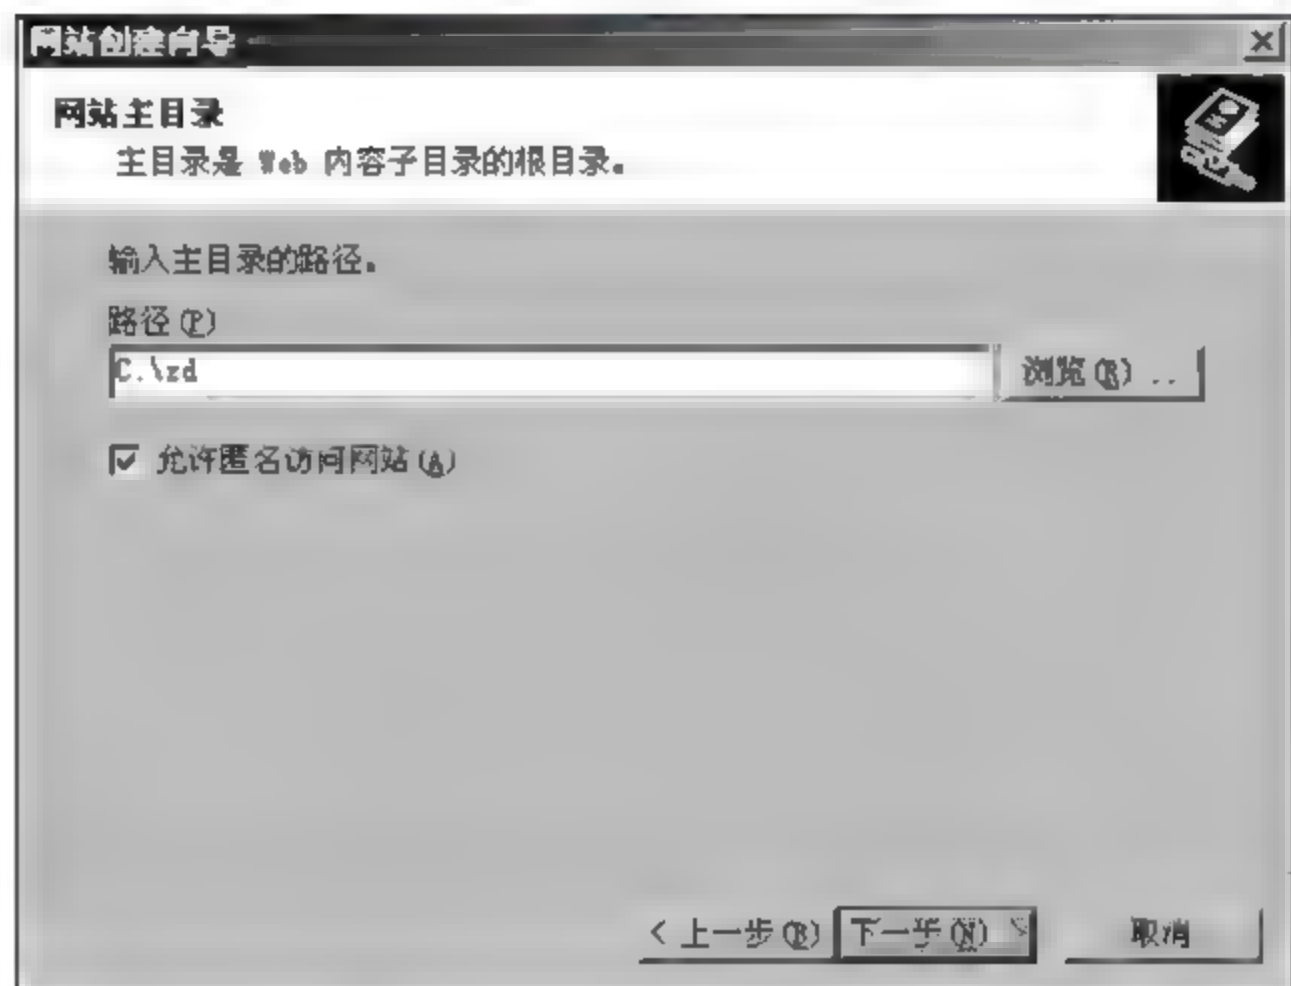 网站创建向导
网站主目录
主目录是 Web 内容子目录的根目录。
输入主目录的路径。
路径(P)
C:\zd
浏览(R)...
允许匿名访问网站(A)
< 上一步(B) 下一步(N) > 取消